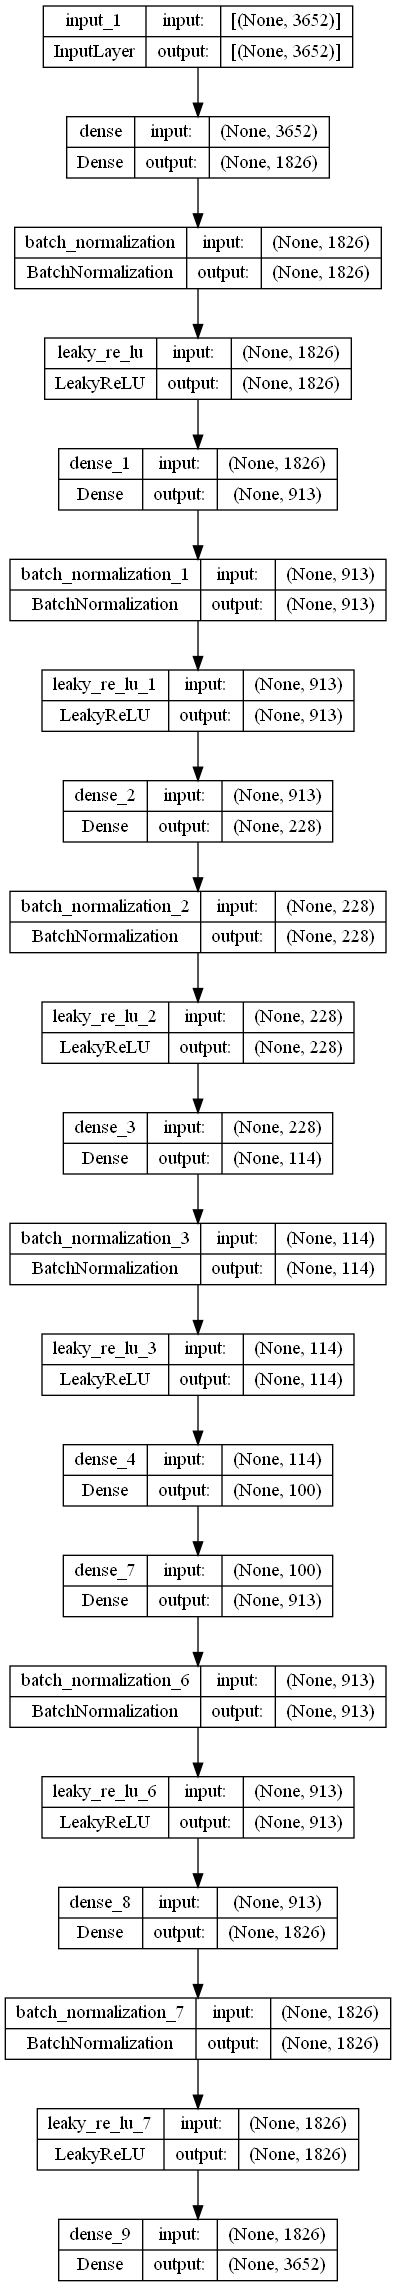 input_1 input: [(None, 3652)]
InputLayer output: [(None, 3652)]
dense input: (None, 3652)
Dense output: (None, 1826)
batch_normalization input: (None, 1826)
BatchNormalization output: (None, 1826)
leaky_re_lu input: (None, 1826)
LeakyReLU output: (None, 1826)
dense_1 input: (None, 1826)
Dense output: (None, 913)
batch_normalization_1 input: (None, 913)
BatchNormalization output: (None, 913)
leaky_re_lu_1 input: (None, 913)
LeakyReLU output: (None, 913)
dense_2 input: (None, 913)
Dense output: (None, 228)
batch_normalization_2 input: (None, 228)
BatchNormalization output: (None, 228)
leaky_re_lu_2 input: (None, 228)
LeakyReLU output: (None, 228)
dense_3 input: (None, 228)
Dense output: (None, 114)
batch_normalization_3 input: (None, 114)
BatchNormalization output: (None, 114)
leaky_re_lu_3 input: (None, 114)
LeakyReLU output: (None, 114)
dense_4 input: (None, 114)
Dense output: (None, 100)
dense_7 input: (None, 100)
Dense output: (None, 913)
batch_normalization_6 input: (None, 913)
BatchNormalization output: (None, 913)
leaky_re_lu_6 input: (None, 913)
LeakyReLU output: (None, 913)
dense_8 input: (None, 913)
Dense output: (None, 1826)
batch_normalization_7 input: (None, 1826)
BatchNormalization output: (None, 1826)
leaky_re_lu_7 input: (None, 1826)
LeakyReLU output: (None, 1826)
dense_9 input: (None, 1826)
Dense output: (None, 3652)